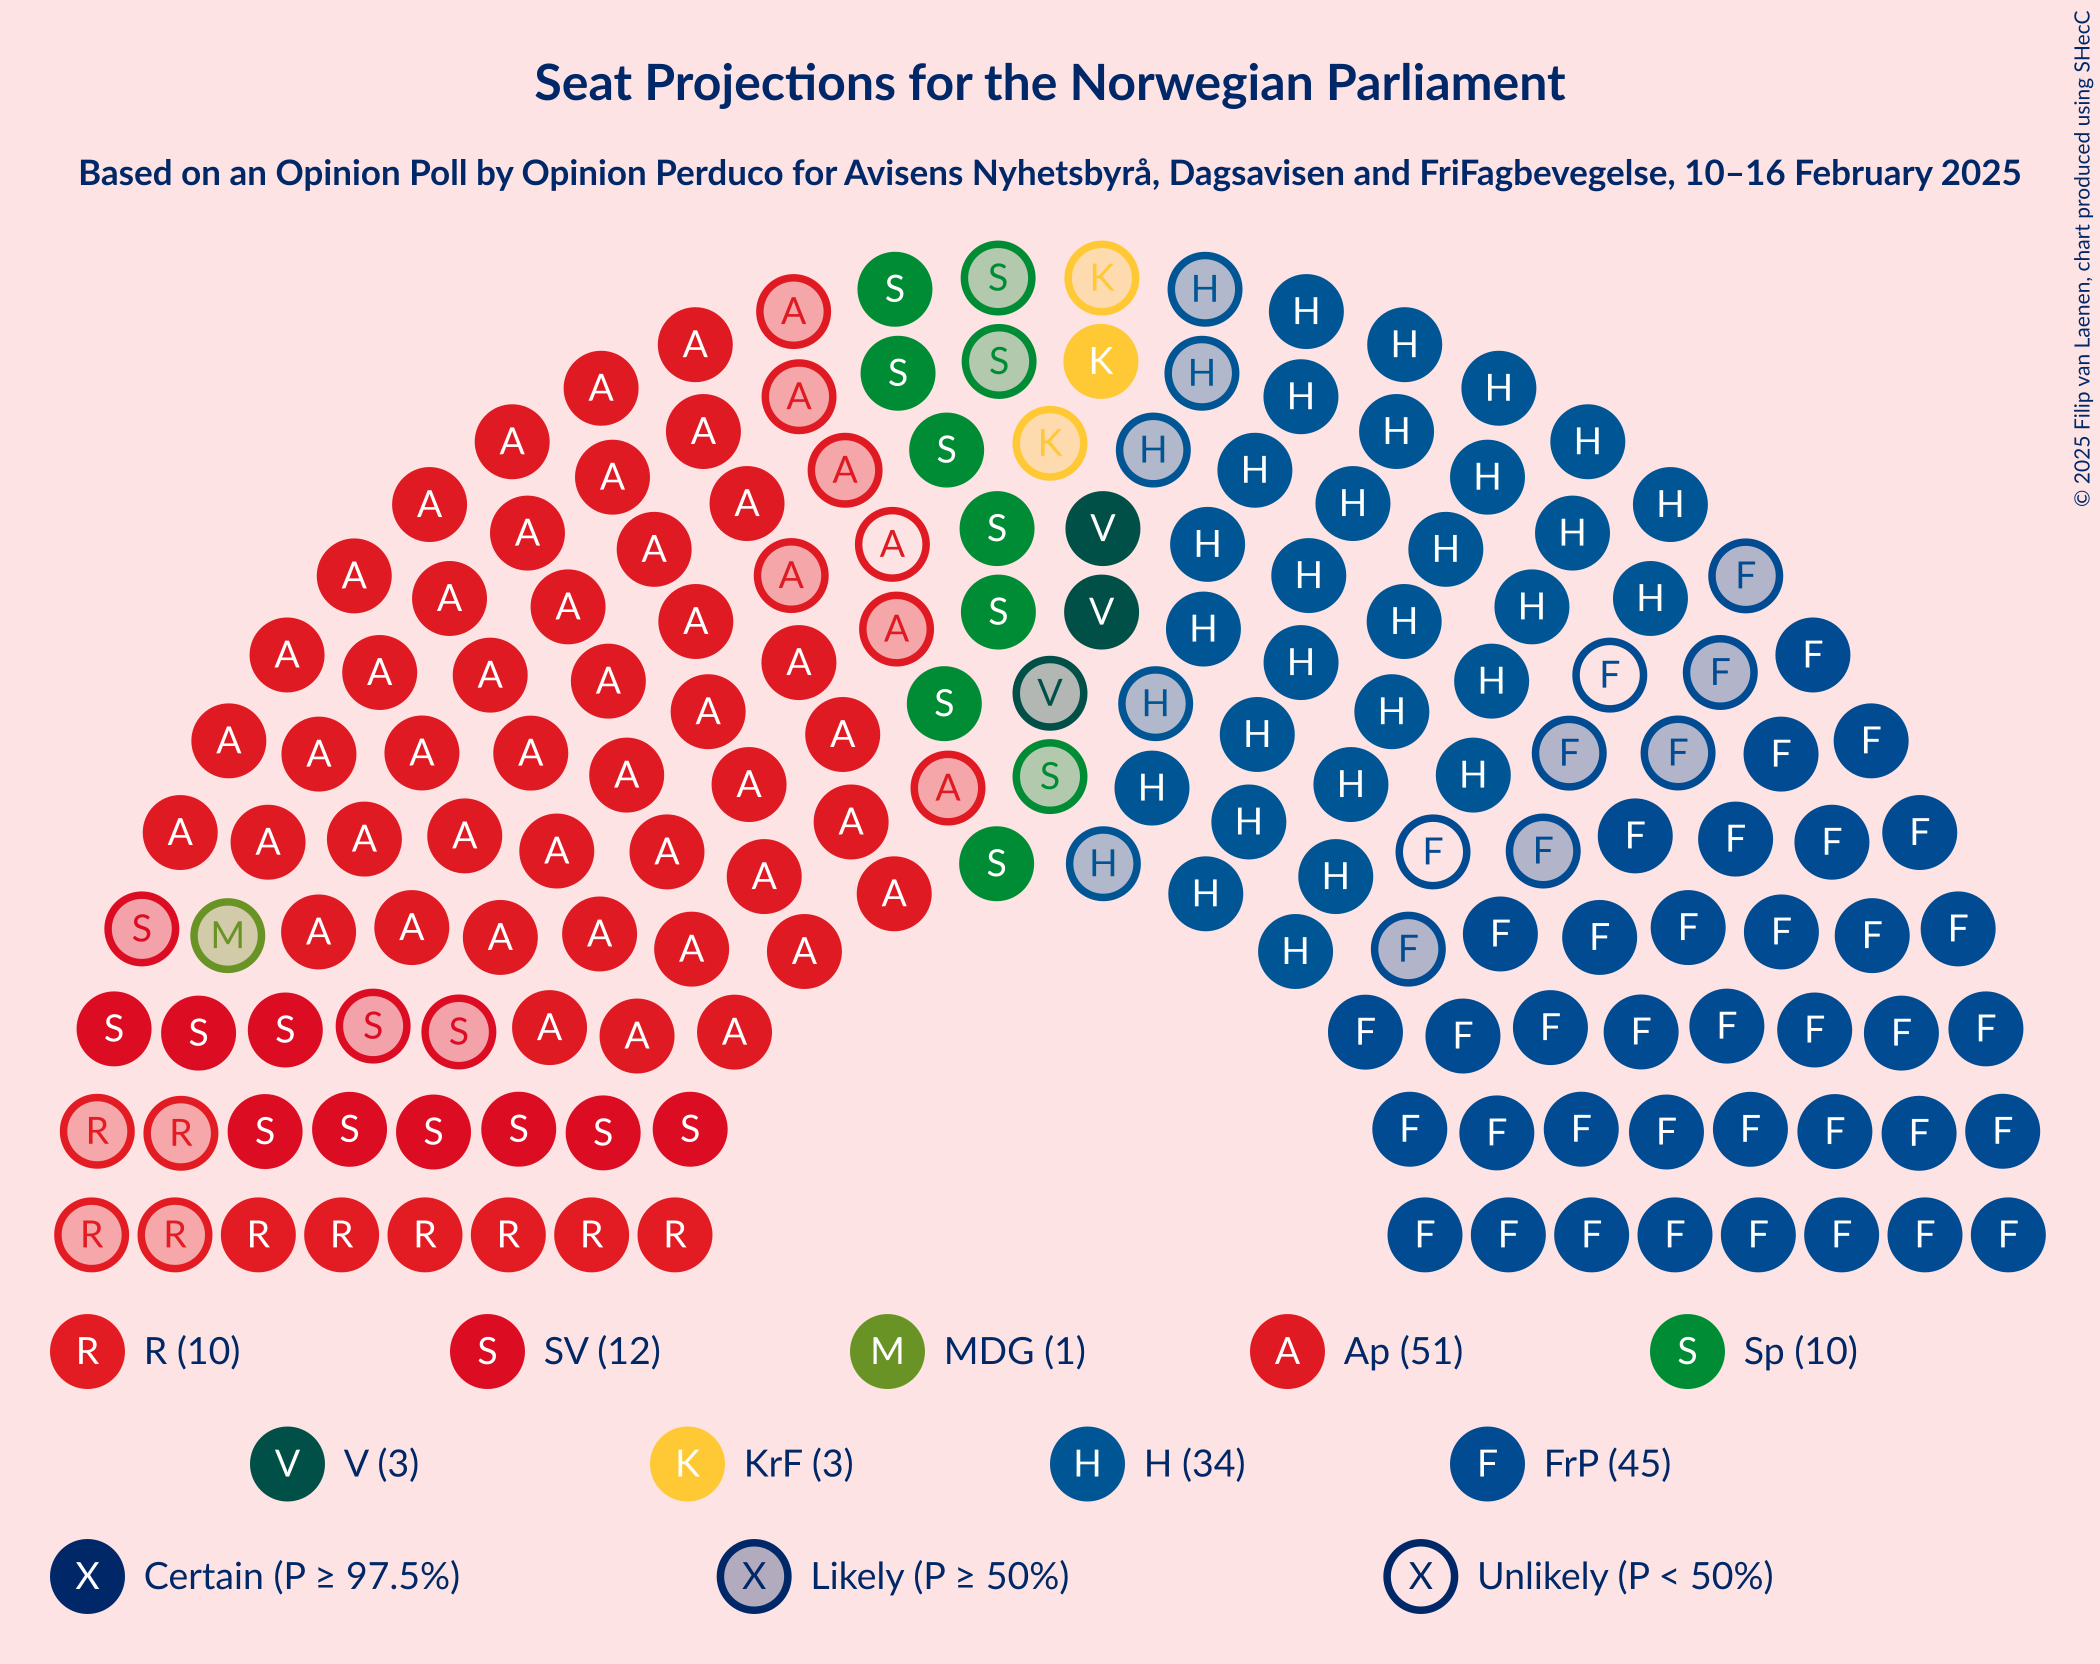 Seat Projections for the Norwegian Parliament
Based on an Opinion Poll by Opinion Perduco for Avisens Nyhetsbyrå, Dagsavisen and FriFagbevegelse, 10–16 February 2025
© 2025 Filip van Laenen, chart produced using SHecC
A S S K H H
A A A S S K H H H H
A A A A S K H H H H H
A A A A A S V H H H H H
A A A A A A S V H H H H H F
A A A A A A S V H H H H F F F
A A A A A A A A S H H H H F F F F
A A A A A A A A A S H H H H F F F F F F
S M A A A A A A H F F F F F F F
S S S S S A A A F F F F F F F F
R R S S S S S S F F F F F F F F
R R R R R R R R F F F F F F F F
R R (10) S SV (12) M MDG (1) A Ap (51) S Sp (10)
V V (3) K KrF (3) H H (34) F FrP (45)
X Certain (P ≥ 97.5%) X Likely (P ≥ 50%) X Unlikely (P < 50%)